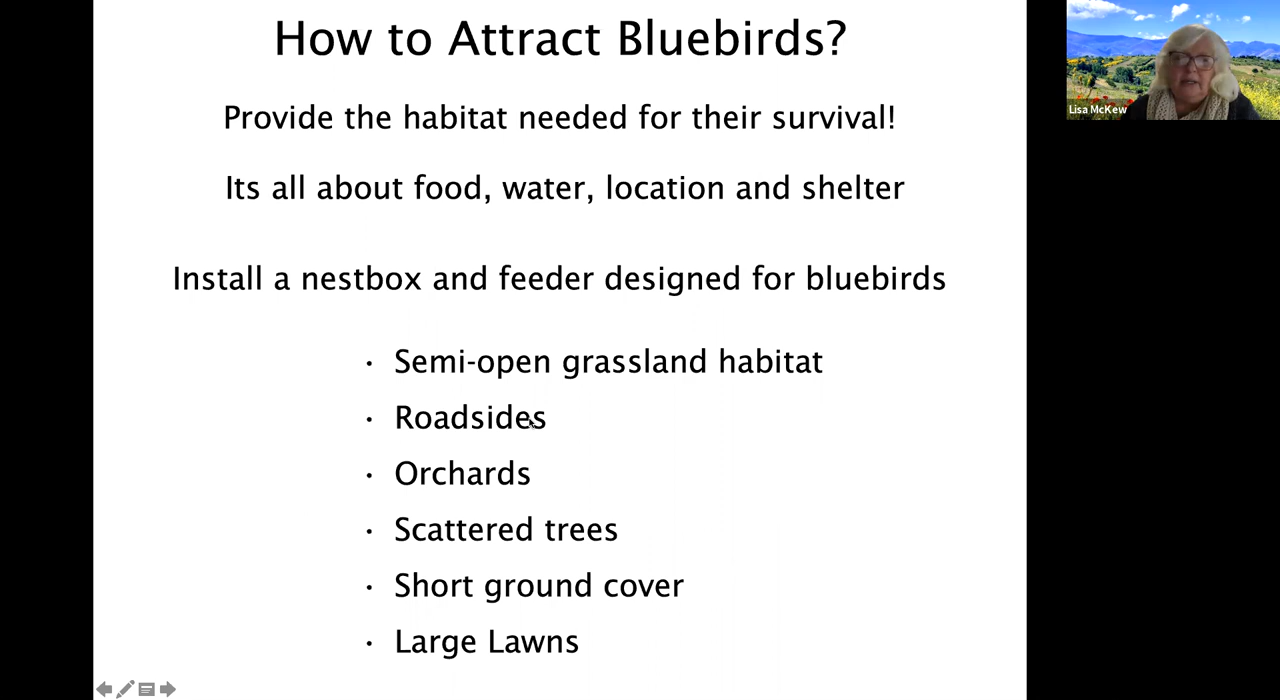 How to Attract Bluebirds?
Provide the habitat needed for their survival!
Its all about food, water, location and shelter
Install a nestbox and feeder designed for bluebirds
· Semi-open grassland habitat
· Roadsides
· Orchards
· Scattered trees
· Short ground cover
· Large Lawns
Lisa McKew